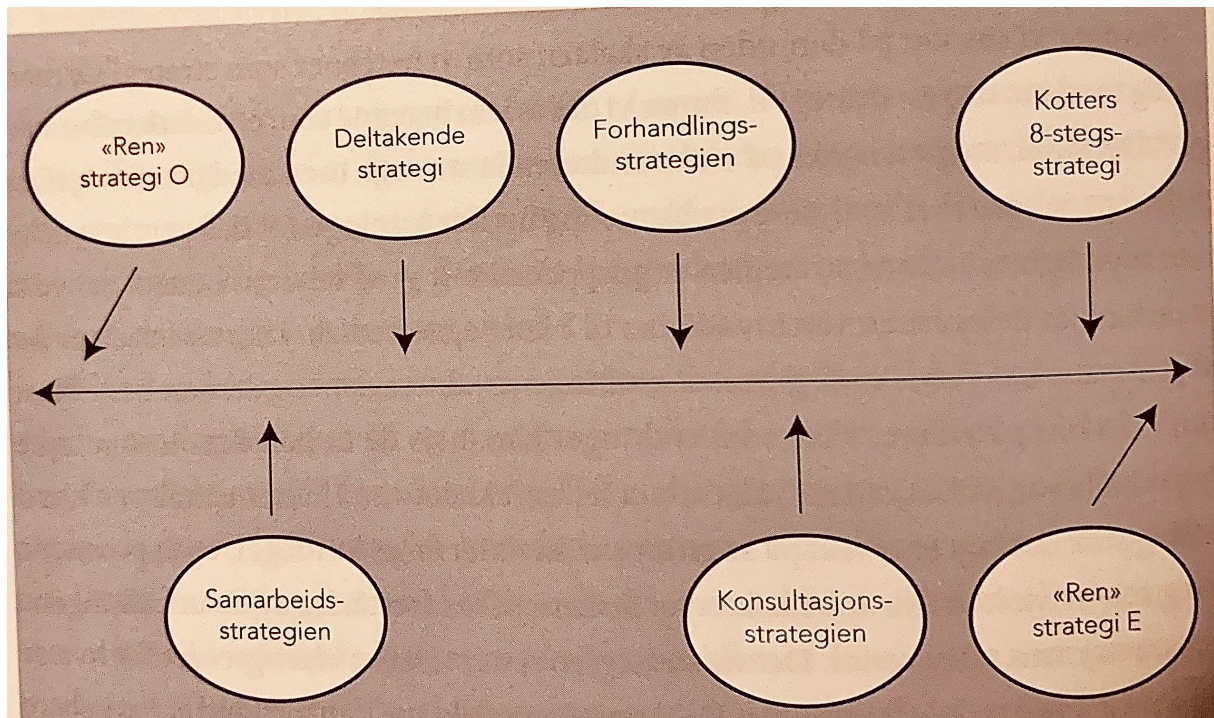 «Ren»
strategi O
Deltakende
strategi
Forhandlings-
strategien
Kotters
8-stegs-
strategi
Samarbeids-
strategien
Konsultasjons-
strategien
«Ren»
strategi E